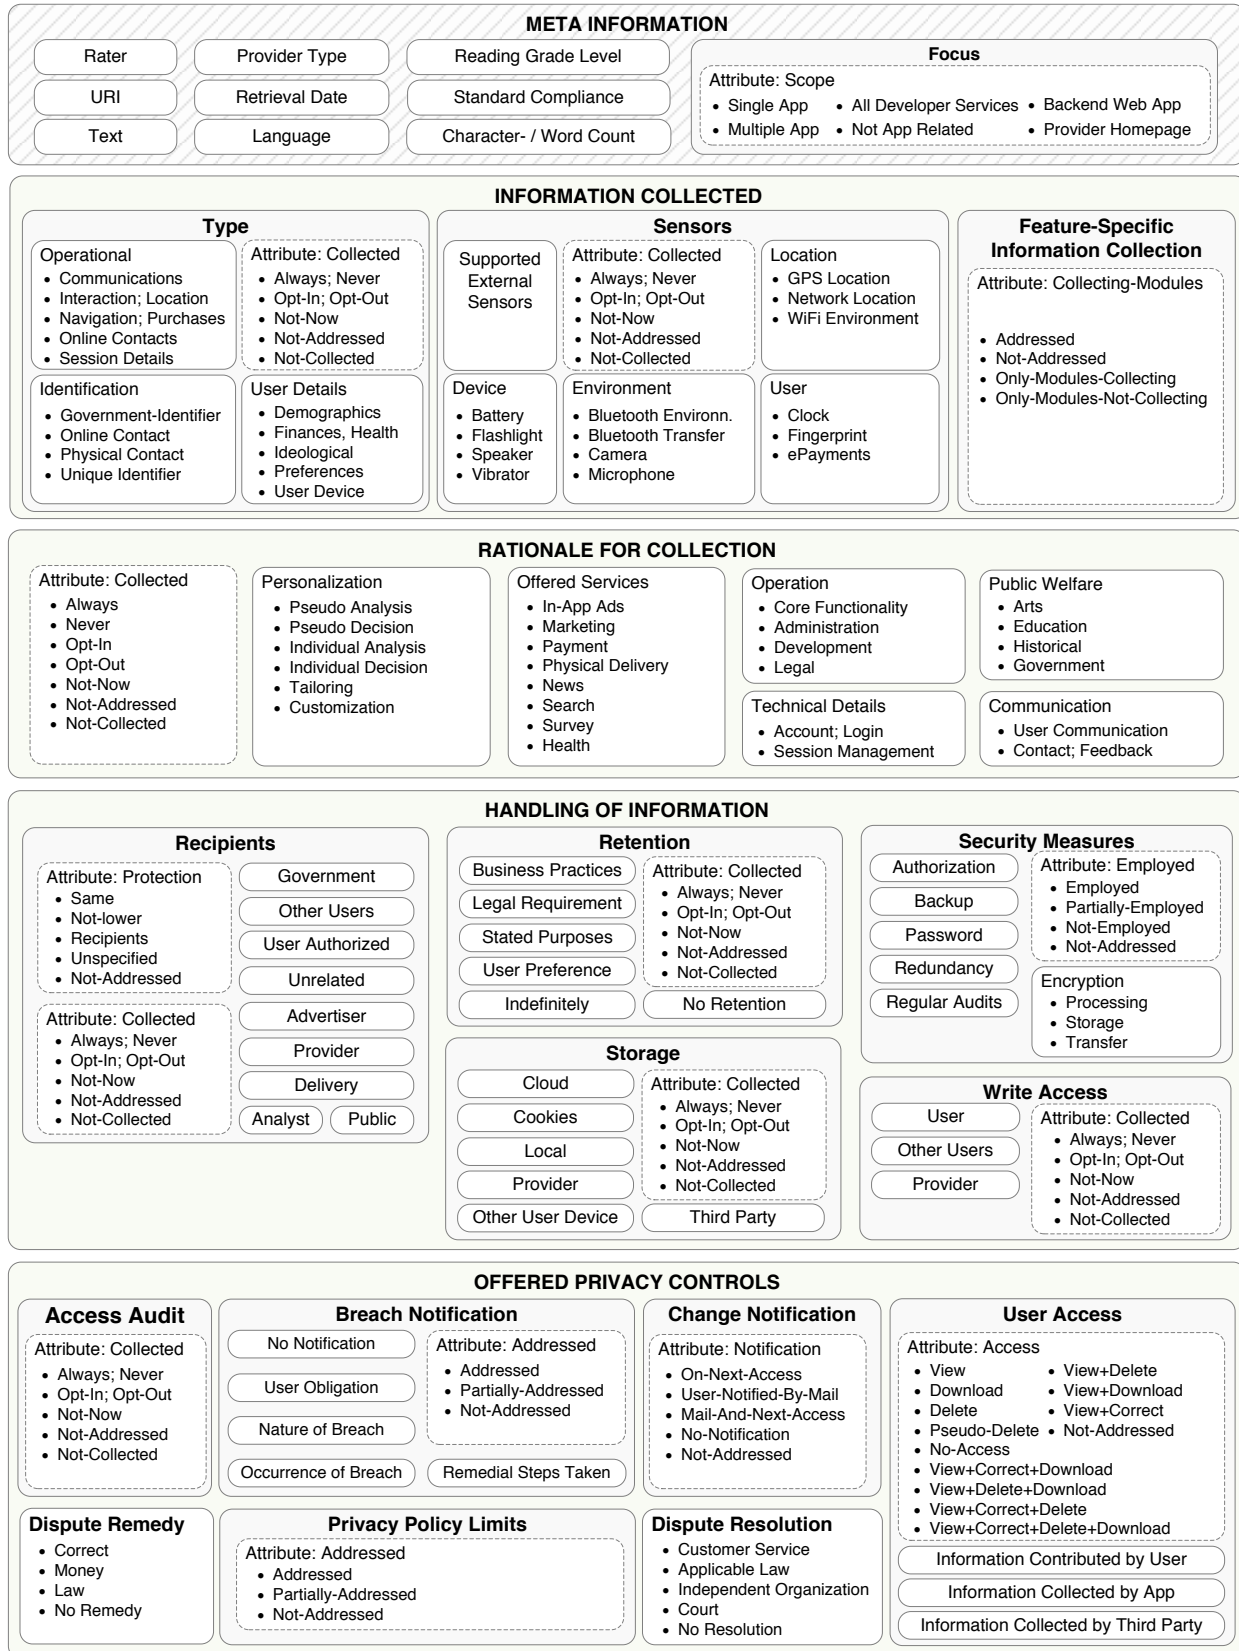 META INFORMATION
Rater
Provider Type
Reading Grade Level
URI
Retrieval Date
Standard Compliance
Text
Language
Character- / Word Count
Focus
Attribute: Scope
• Single App
• All Developer Services
• Backend Web App
• Multiple App
• Not App Related
• Provider Homepage
INFORMATION COLLECTED
Type
Operational
• Communications
• Interaction; Location
• Navigation; Purchases
• Online Contacts
• Session Details
Attribute: Collected
• Always; Never
• Opt-In; Opt-Out
• Not-Now
• Not-Addressed
• Not-Collected
Identification
• Government-Identifier
• Online Contact
• Physical Contact
• Unique Identifier
User Details
• Demographics
• Finances, Health
• Ideological
• Preferences
• User Device
Sensors
Supported
External
Sensors
Attribute: Collected
• Always; Never
• Opt-In; Opt-Out
• Not-Now
• Not-Addressed
• Not-Collected
Location
• GPS Location
• Network Location
• WiFi Environment
Device
• Battery
• Flashlight
• Speaker
• Vibrator
Environment
• Bluetooth Environn.
• Bluetooth Transfer
• Camera
• Microphone
User
• Clock
• Fingerprint
• ePayments
Feature-Specific
Information Collection
Attribute: Collecting-Modules
• Addressed
• Not-Addressed
• Only-Modules-Collecting
• Only-Modules-Not-Collecting
RATIONALE FOR COLLECTION
Attribute: Collected
• Always
• Never
• Opt-In
• Opt-Out
• Not-Now
• Not-Addressed
• Not-Collected
Personalization
• Pseudo Analysis
• Pseudo Decision
• Individual Analysis
• Individual Decision
• Tailoring
• Customization
Offered Services
• In-App Ads
• Marketing
• Payment
• Physical Delivery
• News
• Search
• Survey
• Health
Operation
• Core Functionality
• Administration
• Development
• Legal
Technical Details
• Account; Login
• Session Management
Public Welfare
• Arts
• Education
• Historical
• Government
Communication
• User Communication
• Contact; Feedback
HANDLING OF INFORMATION
Recipients
Attribute: Protection
• Same
• Not-lower
• Recipients
• Unspecified
• Not-Addressed
Attribute: Collected
• Always; Never
• Opt-In; Opt-Out
• Not-Now
• Not-Addressed
• Not-Collected
Government
Other Users
User Authorized
Unrelated
Advertiser
Provider
Delivery
Analyst
Public
Retention
Business Practices
Legal Requirement
Stated Purposes
User Preference
Indefinitely
Attribute: Collected
• Always; Never
• Opt-In; Opt-Out
• Not-Now
• Not-Addressed
• Not-Collected
No Retention
Storage
Cloud
Cookies
Local
Provider
Other User Device
Attribute: Collected
• Always; Never
• Opt-In; Opt-Out
• Not-Now
• Not-Addressed
• Not-Collected
Third Party
Security Measures
Authorization
Backup
Password
Redundancy
Regular Audits
Attribute: Employed
• Employed
• Partially-Employed
• Not-Employed
• Not-Addressed
Encryption
• Processing
• Storage
• Transfer
Write Access
User
Other Users
Provider
Attribute: Collected
• Always; Never
• Opt-In; Opt-Out
• Not-Now
• Not-Addressed
• Not-Collected
OFFERED PRIVACY CONTROLS
Access Audit
Attribute: Collected
• Always; Never
• Opt-In; Opt-Out
• Not-Now
• Not-Addressed
• Not-Collected
Breach Notification
No Notification
User Obligation
Nature of Breach
Occurrence of Breach
Attribute: Addressed
• Addressed
• Partially-Addressed
• Not-Addressed
Remedial Steps Taken
Change Notification
Attribute: Notification
• On-Next-Access
• User-Notified-By-Mail
• Mail-And-Next-Access
• No-Notification
• Not-Addressed
User Access
Attribute: Access
• View
• View+Delete
• Download
• View+Download
• Delete
• View+Correct
• Pseudo-Delete
• Not-Addressed
• No-Access
• View+Correct+Download
• View+Delete+Download
• View+Correct+Delete
• View+Correct+Delete+Download
Information Contributed by User
Information Collected by App
Information Collected by Third Party
Dispute Remedy
• Correct
• Money
• Law
• No Remedy
Privacy Policy Limits
Attribute: Addressed
• Addressed
• Partially-Addressed
• Not-Addressed
Dispute Resolution
• Customer Service
• Applicable Law
• Independent Organization
• Court
• No Resolution